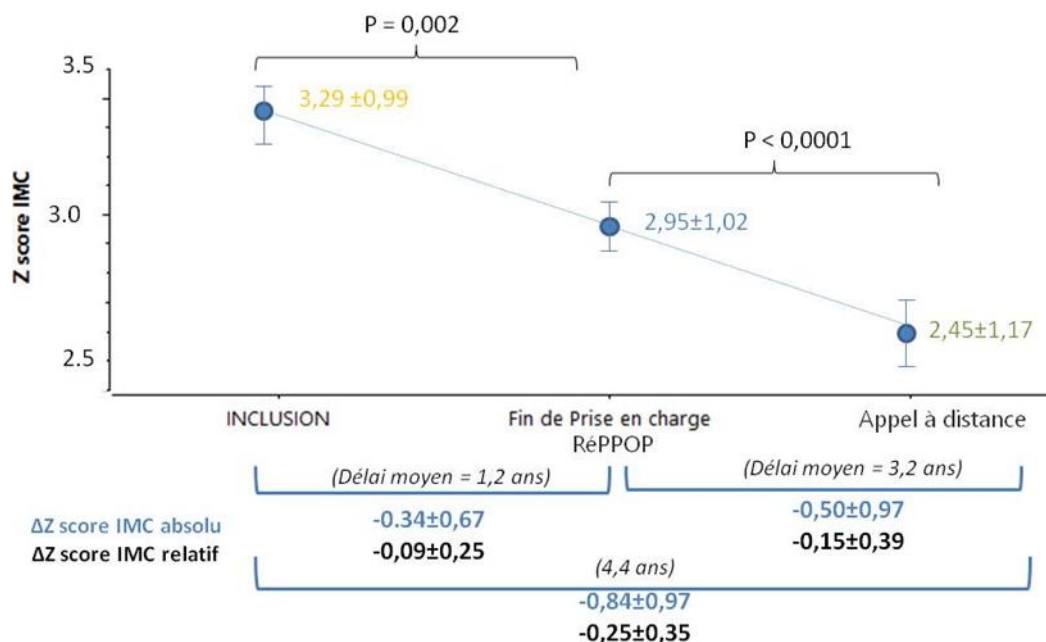 P = 0,002
3.5
3,29 ±0,99
P < 0,0001
Z score IMC
3.0
2,95±1,02
2,45±1,17
2.5
INCLUSION
Fin de Prise en charge
RéPPOP
Appel à distance
(Délai moyen = 1,2 ans)
(Délai moyen = 3,2 ans)
ΔZ score IMC absolu
-0.34±0,67
-0,50±0,97
ΔZ score IMC relatif
-0,09±0,25
-0,15±0,39
(4,4 ans)
-0,84±0,97
-0,25±0,35